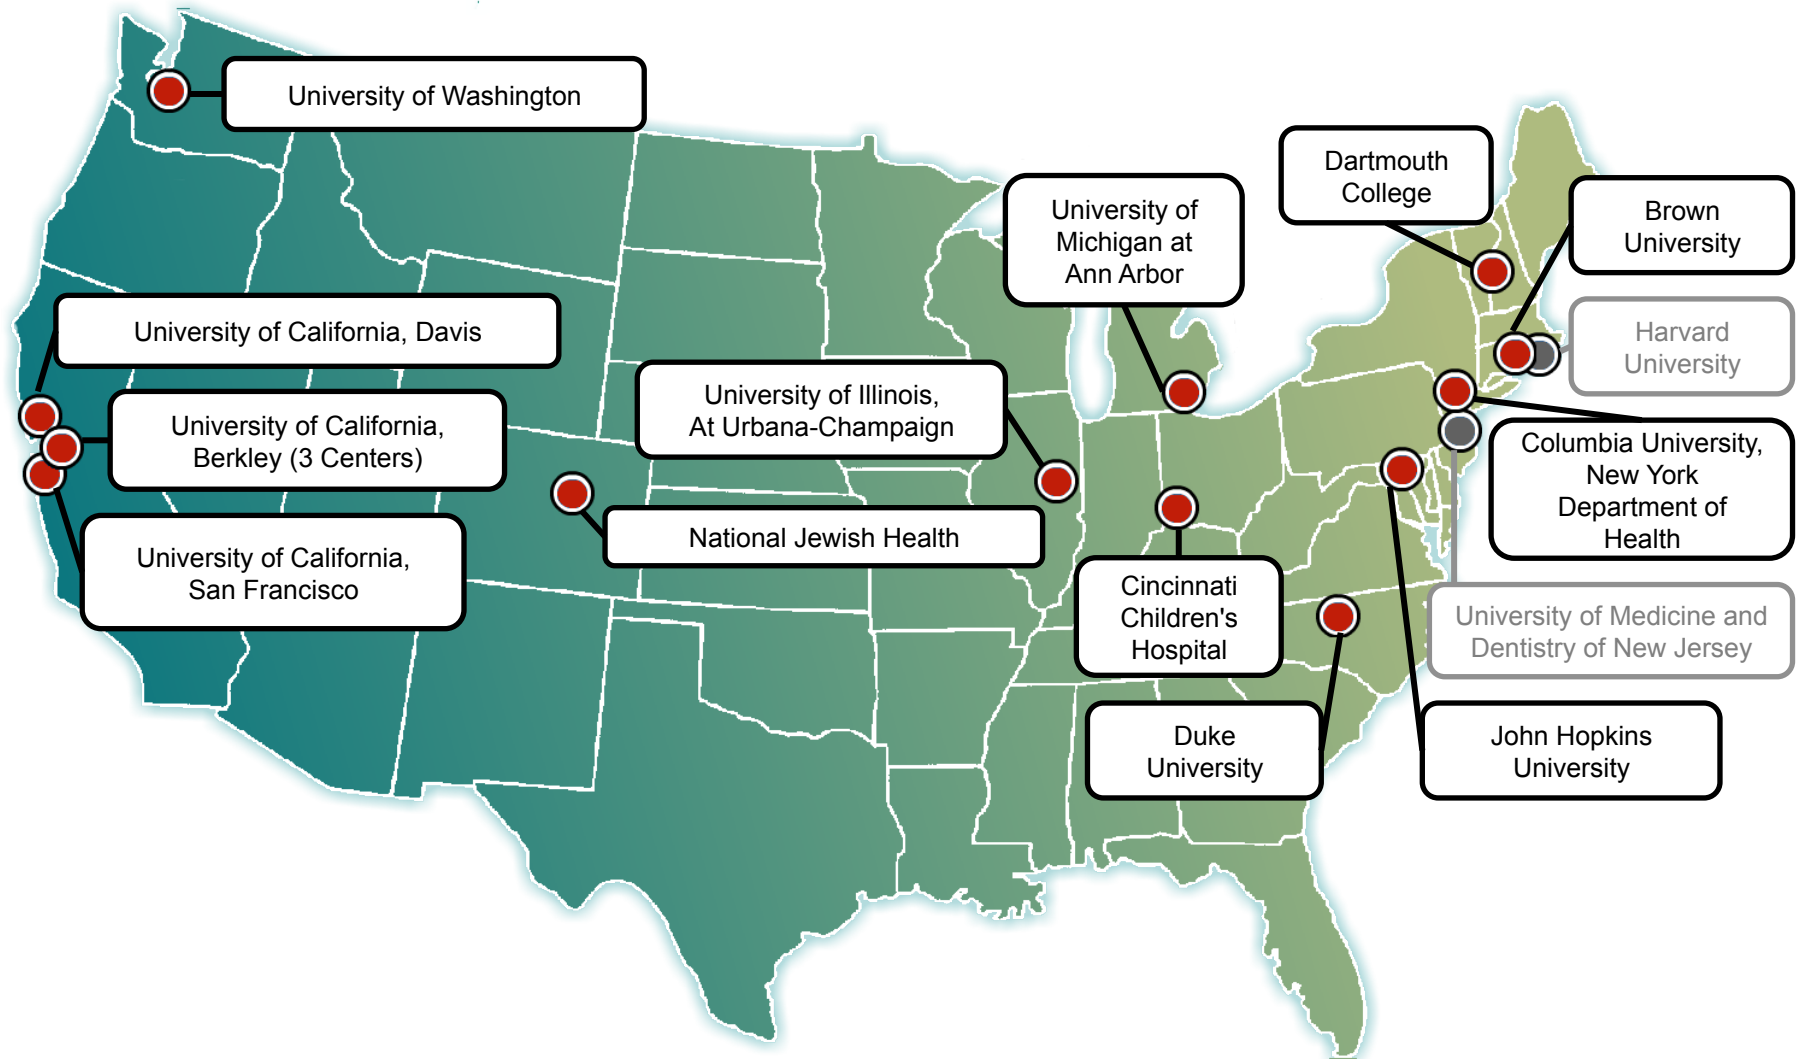 University of Washington
Dartmouth
College
University of
Michigan at
Ann Arbor
Brown
University
University of California, Davis
Harvard
University
University of Illinois,
At Urbana-Champaign
University of California,
Berkley (3 Centers)
Columbia University,
New York
Department of
Health
National Jewish Health
University of California,
San Francisco
Cincinnati
Children's
Hospital
University of Medicine and
Dentistry of New Jersey
Duke
University
John Hopkins
University